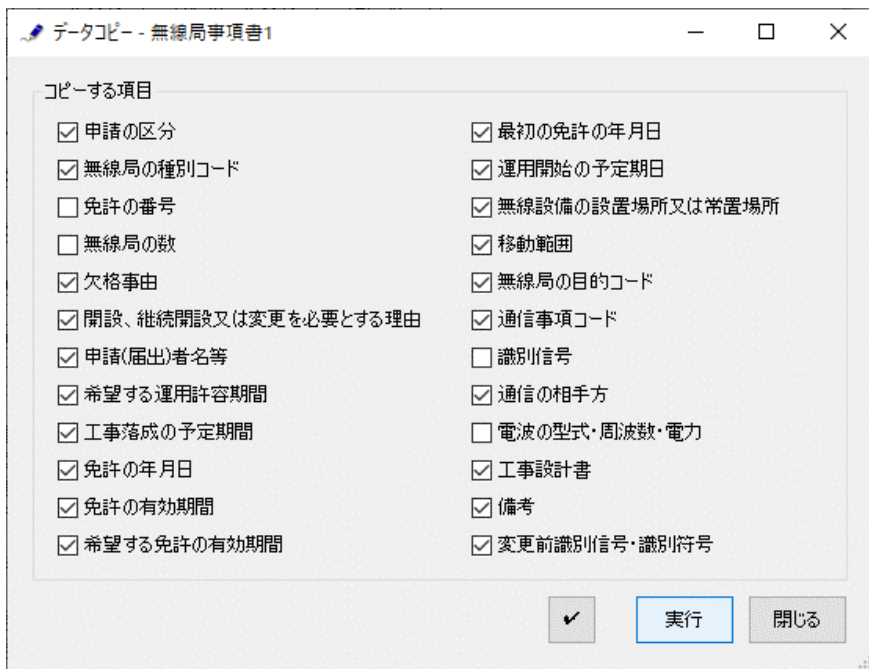 データコピー - 無線局事項書1
コピーする項目
申請の区分
無線局の種別コード
免許の番号
無線局の数
欠格事由
開設、継続開設又は変更を必要とする理由
申請(届出)者名等
希望する運用許容期間
工事落成の予定期間
免許の年月日
免許の有効期間
希望する免許の有効期間
最初の免許の年月日
運用開始の予定期日
無線設備の設置場所又は常置場所
移動範囲
無線局の目的コード
通信事項コード
識別信号
通信の相手方
電波の型式・周波数・電力
工事設計書
備考
変更前識別信号・識別符号
実行
閉じる